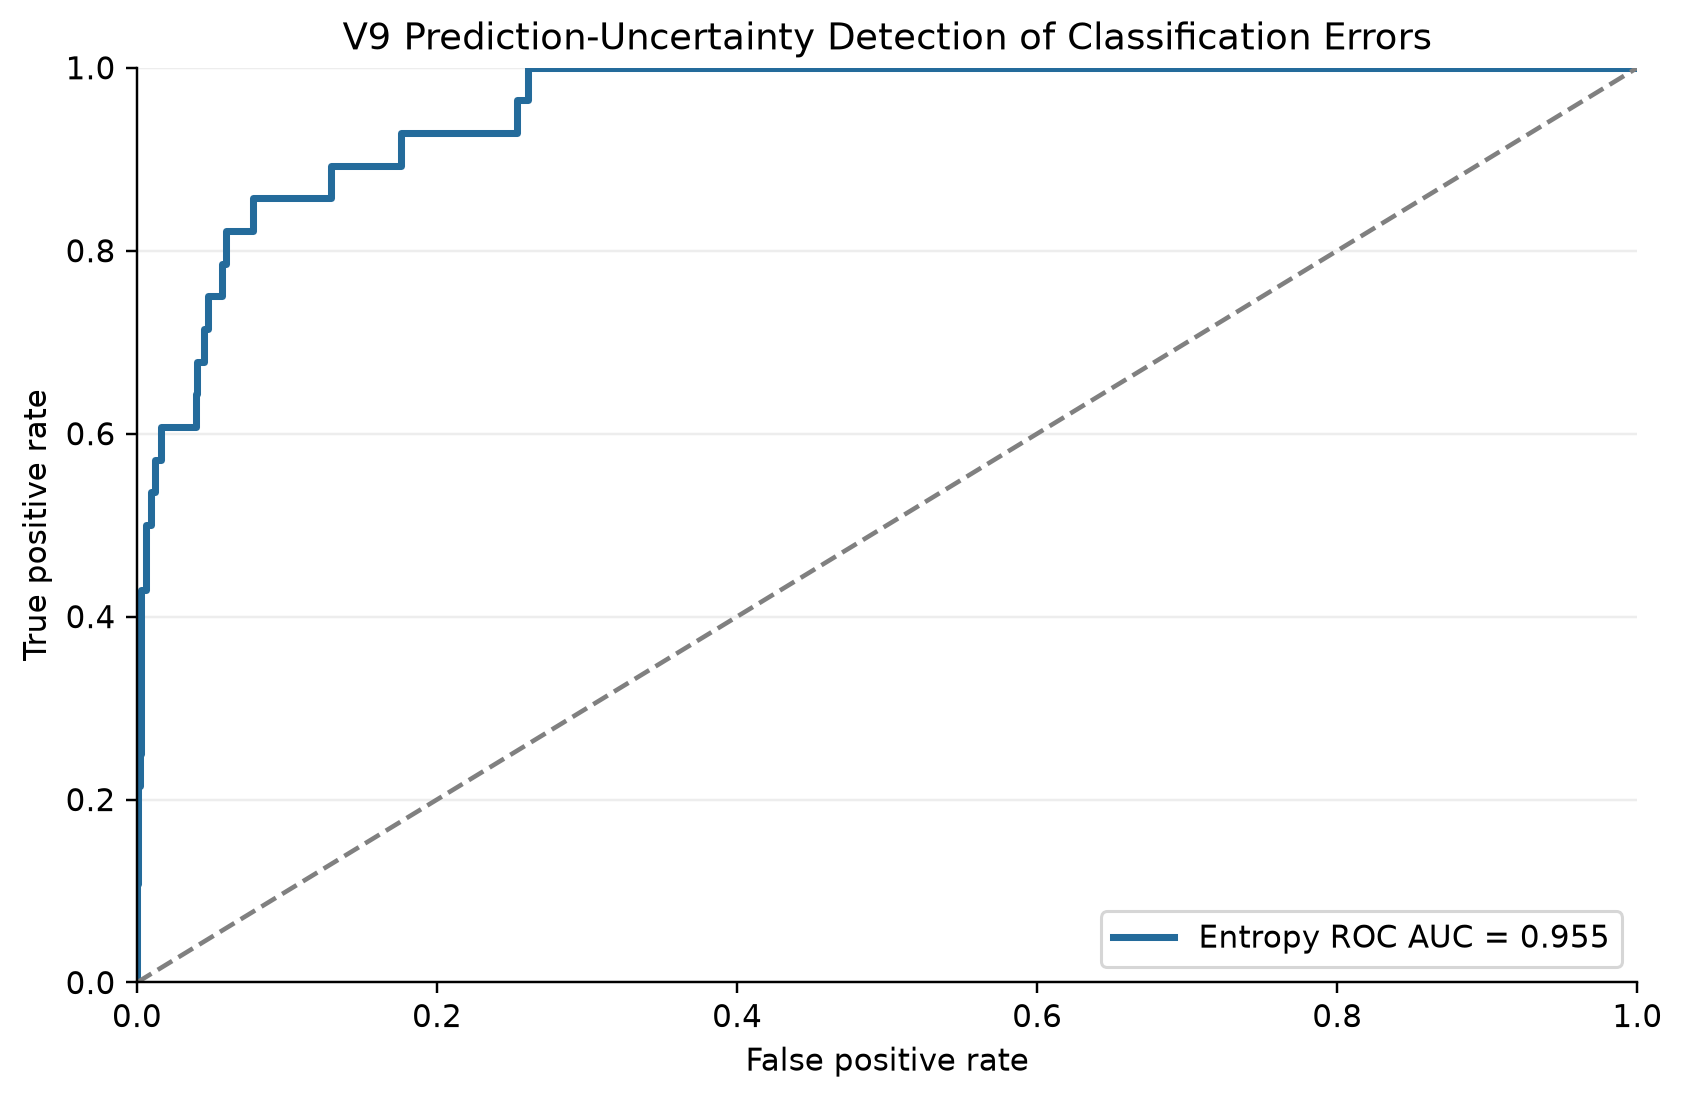 V9 Prediction-Uncertainty Detection of Classification Errors
1.0
0.8
0.6
0.4
0.2
0.0
True positive rate
0.0 0.2 0.4 0.6 0.8 1.0
False positive rate
Entropy ROC AUC = 0.955